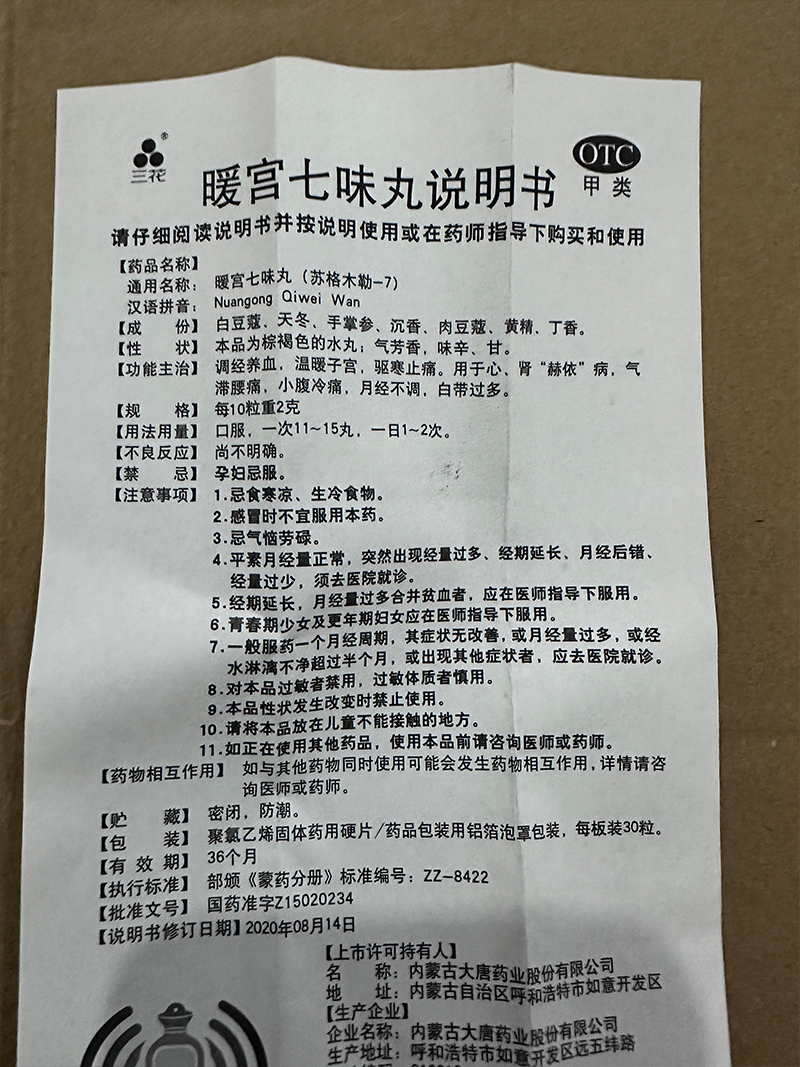 ®
三花
OTC
甲类
暖宫七味丸说明书
请仔细阅读说明书并按说明使用或在药师指导下购买和使用
【药品名称】
通用名称：暖宫七味丸（苏格木勒-7）
汉语拼音：Nuangong Qiwei Wan
【成 份】白豆蔻、天冬、手掌参、沉香、肉豆蔻、黄精、丁香。
【性 状】本品为棕褐色的水丸；气芳香，味辛、甘。
【功能主治】调经养血，温暖子宫，驱寒止痛。用于心、肾“赫依”病，气
滞腰痛，小腹冷痛，月经不调，白带过多。
【规 格】每10粒重2克
【用法用量】口服，一次11~15丸，一日1~2次。
【不良反应】尚不明确。
【禁 忌】孕妇忌服。
【注意事项】1.忌食寒凉、生冷食物。
2.感冒时不宜服用本药。
3.忌气恼劳碌。
4.平素月经量正常，突然出现经量过多、经期延长、月经后错、
经量过少，须去医院就诊。
5.经期延长，月经量过多合并贫血者，应在医师指导下服用。
6.青春期少女及更年期妇女应在医师指导下服用。
7.一般服药一个月经周期，其症状无改善，或月经量过多，或经
水淋漓不净超过半个月，或出现其他症状者，应去医院就诊。
8.对本品过敏者禁用，过敏体质者慎用。
9.本品性状发生改变时禁止使用。
10.请将本品放在儿童不能接触的地方。
11.如正在使用其他药品，使用本品前请咨询医师或药师。
【药物相互作用】如与其他药物同时使用可能会发生药物相互作用，详情请咨
询医师或药师。
【贮 藏】密闭，防潮。
【包 装】聚氯乙烯固体药用硬片/药品包装用铝箔泡罩包装，每板装30粒。
【有 效 期】36个月
【执行标准】部颁《蒙药分册》标准编号：ZZ-8422
【批准文号】国药准字Z15020234
【说明书修订日期】2020年08月14日
【上市许可持有人】
名 称：内蒙古大唐药业股份有限公司
地 址：内蒙古自治区呼和浩特市如意开发区
【生产企业】
企业名称：内蒙古大唐药业股份有限公司
生产地址：呼和浩特市如意开发区远五纬路